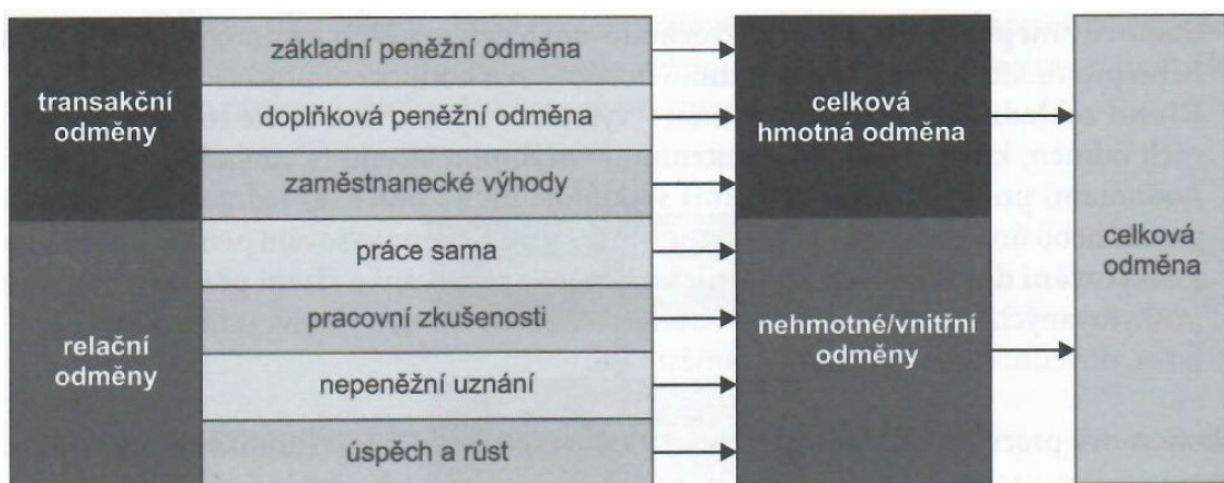 transakční
odměny
základní peněžní odměna
doplňková peněžní odměna
zaměstnanecké výhody
celková
hmotná odměna
relační
odměny
práce sama
pracovní zkušenosti
nepeněžní uznání
úspěch a růst
nehmotné/vnitřní
odměny
celková
odměna